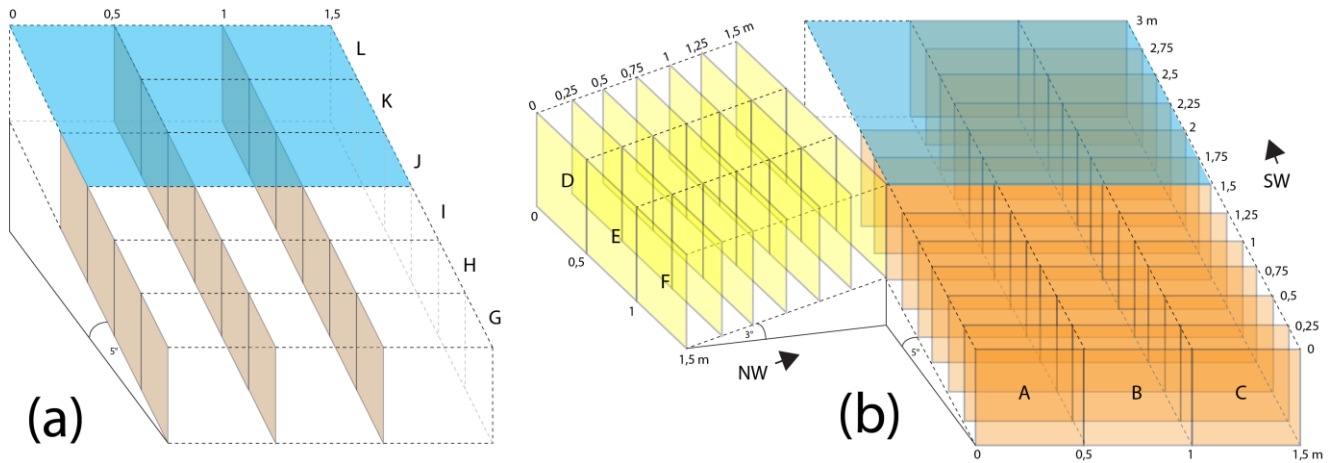 0 0,5 1 1,5
L
K
J
I
H
G
5°
(a)
0 0,25 0,5 0,75 1 1,25 1,5 m
D
E
F
0
0,5
1
1,5 m
3°
NW
3 m
2,75
2,5
2,25
2
1,75
1,5
1,25
1
0,75
0,5
0,25
0
SW
5°
A B C
0 0,5 1 1,5 m
(b)